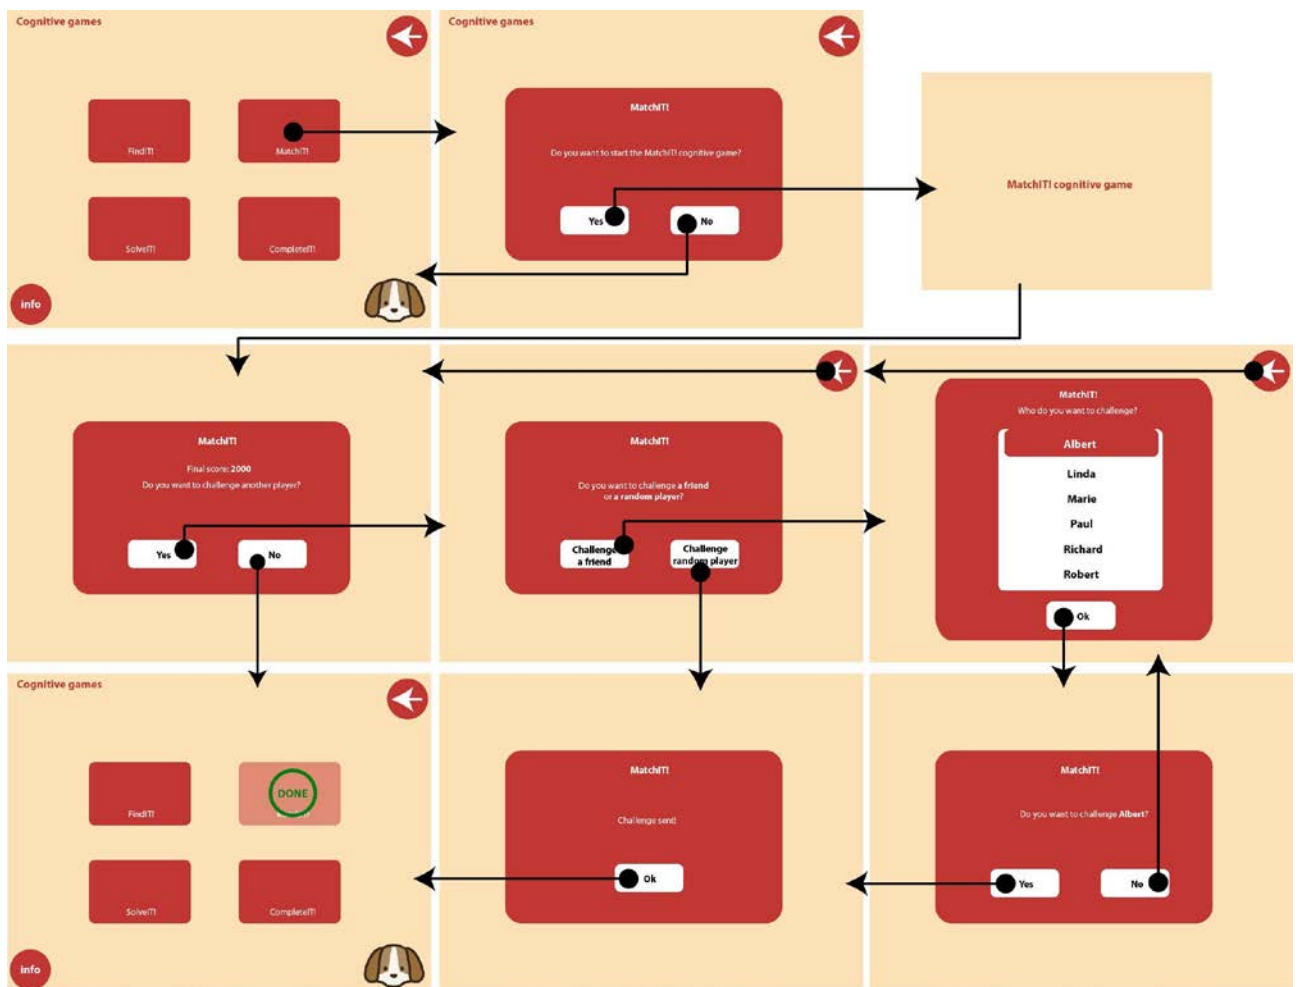 Cognitive games
FindIT!
MatchIT!
SolveIT!
CompleteIT!
info
Cognitive games
MatchIT!
Do you want to start the MatchIT! cognitive game?
Yes
No
MatchIT! cognitive game
MatchIT!
Final score: 2000
Do you want to challenge another player?
Yes
No
MatchIT!
Do you want to challenge a friend
or a random player?
Challenge
a friend
Challenge
random player
MatchIT!
Who do you want to challenge?
Albert
Linda
Marie
Paul
Richard
Robert
Ok
Cognitive games
FindIT!
DONE
SolveIT!
CompleteIT!
info
MatchIT!
Challenge sent!
Ok
MatchIT!
Do you want to challenge Albert?
Yes
No